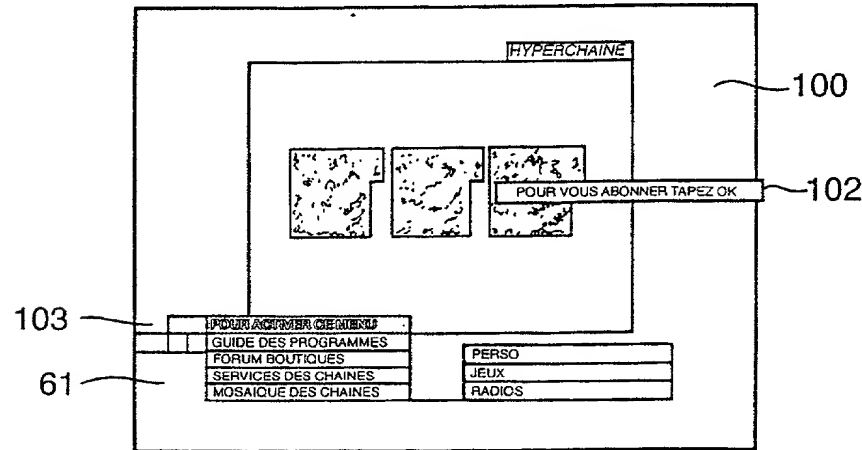 HYPERCHAINE
100
POUR VOUS ABONNER TAPEZ OK
102
103
POUR ACTIVER CE MENU
GUIDE DES PROGRAMMES
FORUM BOUTIQUES
SERVICES DES CHAINES
MOSAIQUE DES CHAINES
61
PERSO
JEUX
RADIOS